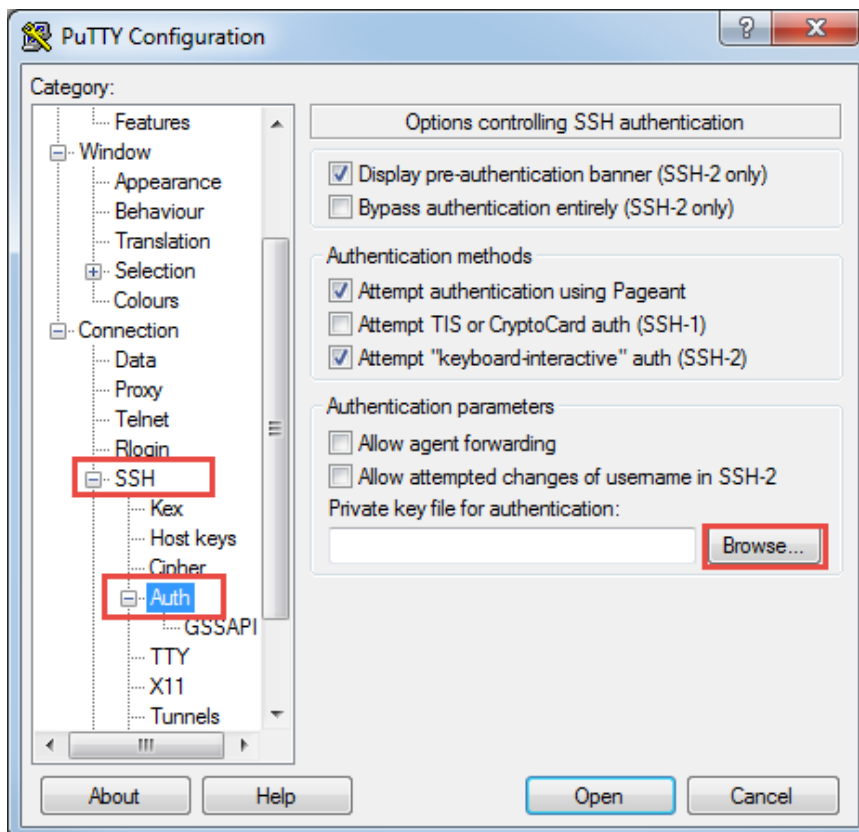 PuTTY Configuration
Category:
Features
Window
Appearance
Behaviour
Translation
Selection
Colours
Connection
Data
Proxy
Telnet
Rlogin
SSH
Kex
Host keys
Cipher
Auth
GSSAPI
TTY
X11
Tunnels
Options controlling SSH authentication
Display pre-authentication banner (SSH-2 only)
Bypass authentication entirely (SSH-2 only)
Authentication methods
Attempt authentication using Pageant
Attempt TIS or CryptoCard auth (SSH-1)
Attempt "keyboard-interactive" auth (SSH-2)
Authentication parameters
Allow agent forwarding
Allow attempted changes of username in SSH-2
Private key file for authentication:
Browse...
About
Help
Open
Cancel